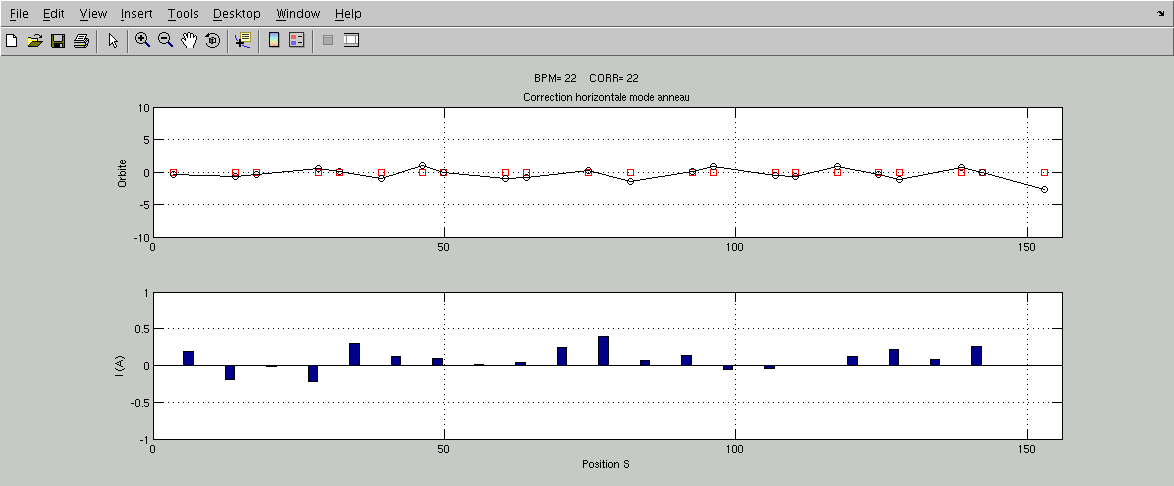 File Edit View Insert Tools Desktop Window Help
BPM= 22 CORR= 22
Correction horizontale mode anneau
10
5
0
-5
-10
Orbite
0 50 100 150
1
0.5
0
-0.5
-1
I (A)
0 50 100 150
Position S